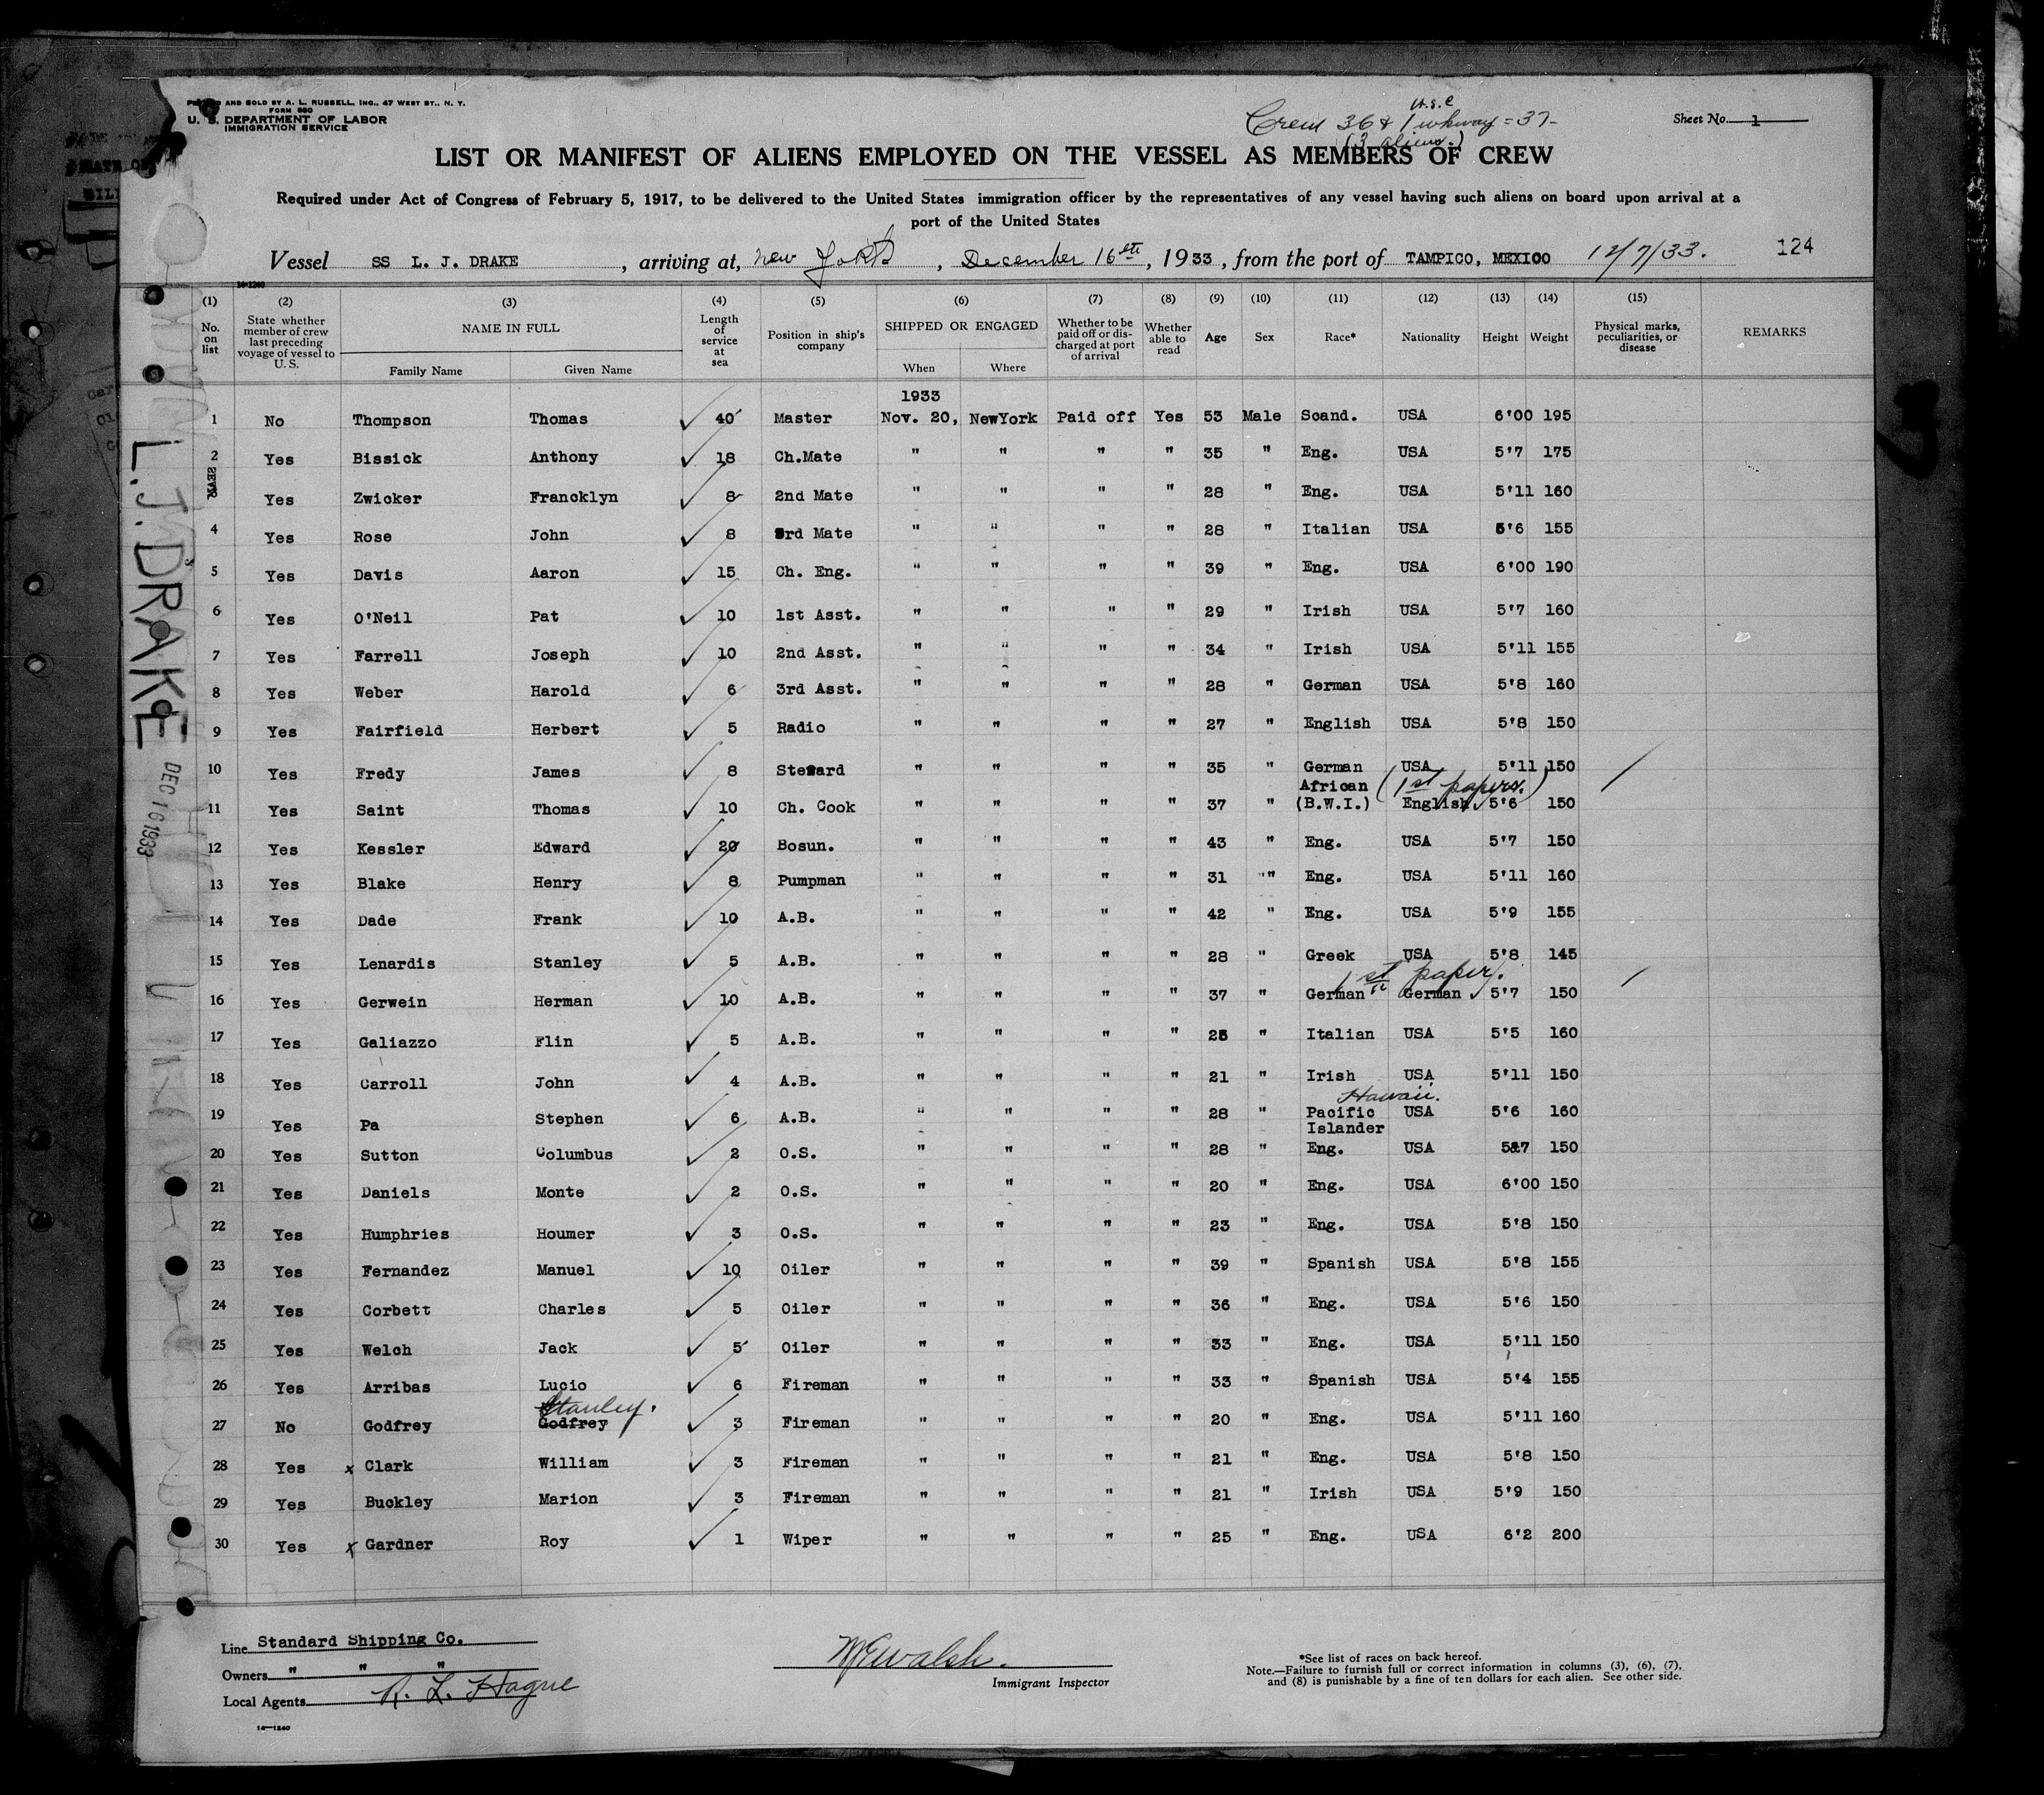 AND SOLD BY A. L. RUSSELL, INC., 47 WEST ST., N. Y.
FORM 680
U. S. DEPARTMENT OF LABOR
IMMIGRATION SERVICE
U.S.C
Crew 36 & 1 wkway = 37-
(3 aliens.)
Sheet No. 1
LIST OR MANIFEST OF ALIENS EMPLOYED ON THE VESSEL AS MEMBERS OF CREW
Required under Act of Congress of February 5, 1917, to be delivered to the United States immigration officer by the representatives of any vessel having such aliens on board upon arrival at a
port of the United States
Vessel SS L. J. DRAKE, arriving at, New York, December 16th, 1933, from the port of TAMPICO, MEXICO 12/7/33. 124
14-1240
(1) (2) (3) (4) (5) (6) (7) (8) (9) (10) (11) (12) (13) (14) (15)
No. on list
State whether member of crew last preceding voyage of vessel to U. S.
NAME IN FULL
Family Name Given Name
Length of service at sea
Position in ship's company
SHIPPED OR ENGAGED
When Where
Whether to be paid off or discharged at port of arrival
Whether able to read
Age Sex Race* Nationality Height Weight
Physical marks, peculiarities, or disease
REMARKS
1933
1 No Thompson Thomas 40 Master Nov. 20, NewYork Paid off Yes 53 Male Scand. USA 6'00 195
2 Yes Bissick Anthony 18 Ch.Mate " " " " 35 " Eng. USA 5'7 175
Yes Zwicker Francklyn 8 2nd Mate " " " " 28 " Eng. USA 5'11 160
4 Yes Rose John 8 3rd Mate " " " " 28 " Italian USA 5'6 155
5 Yes Davis Aaron 15 Ch. Eng. " " " " 39 " Eng. USA 6'00 190
6 Yes O'Neil Pat 10 1st Asst. " " " " 29 " Irish USA 5'7 160
7 Yes Farrell Joseph 10 2nd Asst. " " " " 34 " Irish USA 5'11 155
8 Yes Weber Harold 6 3rd Asst. " " " " 28 " German USA 5'8 160
9 Yes Fairfield Herbert 5 Radio " " " " 27 " English USA 5'8 150
10 Yes Fredy James 8 Steward " " " " 35 " German USA 5'11 150
African (1st papers.)
11 Yes Saint Thomas 10 Ch. Cook " " " " 37 " (B.W.I.) English 5'6 150
12 Yes Kessler Edward 20 Bosun. " " " " 43 " Eng. USA 5'7 150
13 Yes Blake Henry 8 Pumpman " " " " 31 "" Eng. USA 5'11 160
14 Yes Dade Frank 10 A.B. " " " " 42 " Eng. USA 5'9 155
15 Yes Lenardis Stanley 5 A.B. " " " " 28 " Greek USA 5'8 145
1st paper.
16 Yes Gerwein Herman 10 A.B. " " " " 37 " German German 5'7 150
17 Yes Galiazzo Flin 5 A.B. " " " " 25 " Italian USA 5'5 160
18 Yes Carroll John 4 A.B. " " " " 21 " Irish USA 5'11 150
Hawaii.
19 Yes Pa Stephen 6 A.B. " " " " 28 " Pacific USA 5'6 160
Islander
20 Yes Sutton Columbus 2 O.S. " " " " 28 " Eng. USA 5&7 150
21 Yes Daniels Monte 2 O.S. " " " " 20 " Eng. USA 6'00 150
22 Yes Humphries Houmer 3 O.S. " " " " 23 " Eng. USA 5'8 150
23 Yes Fernandez Manuel 10 Oiler " " " " 39 " Spanish USA 5'8 155
24 Yes Corbett Charles 5 Oiler " " " " 36 " Eng. USA 5'6 150
25 Yes Welch Jack 5 Oiler " " " " 33 " Eng. USA 5'11 150
26 Yes Arribas Lucio 6 Fireman " " " " 33 " Spanish USA 5'4 155
Stanley.
27 No Godfrey Godfrey 3 Fireman " " " " 20 " Eng. USA 5'11 160
28 Yes x Clark William 3 Fireman " " " " 21 " Eng. USA 5'8 150
29 Yes Buckley Marion 3 Fireman " " " " 21 " Irish USA 5'9 150
30 Yes x Gardner Roy 1 Wiper " " " " 25 " Eng. USA 6'2 200
L.J. DRAKE
DEC 16 1933
Line Standard Shipping Co.
Owners " " "
Local Agents R. L. Hague
14-1240
Immigrant Inspector
*See list of races on back hereof.
Note.—Failure to furnish full or correct information in columns (3), (6), (7),
and (8) is punishable by a fine of ten dollars for each alien. See other side.